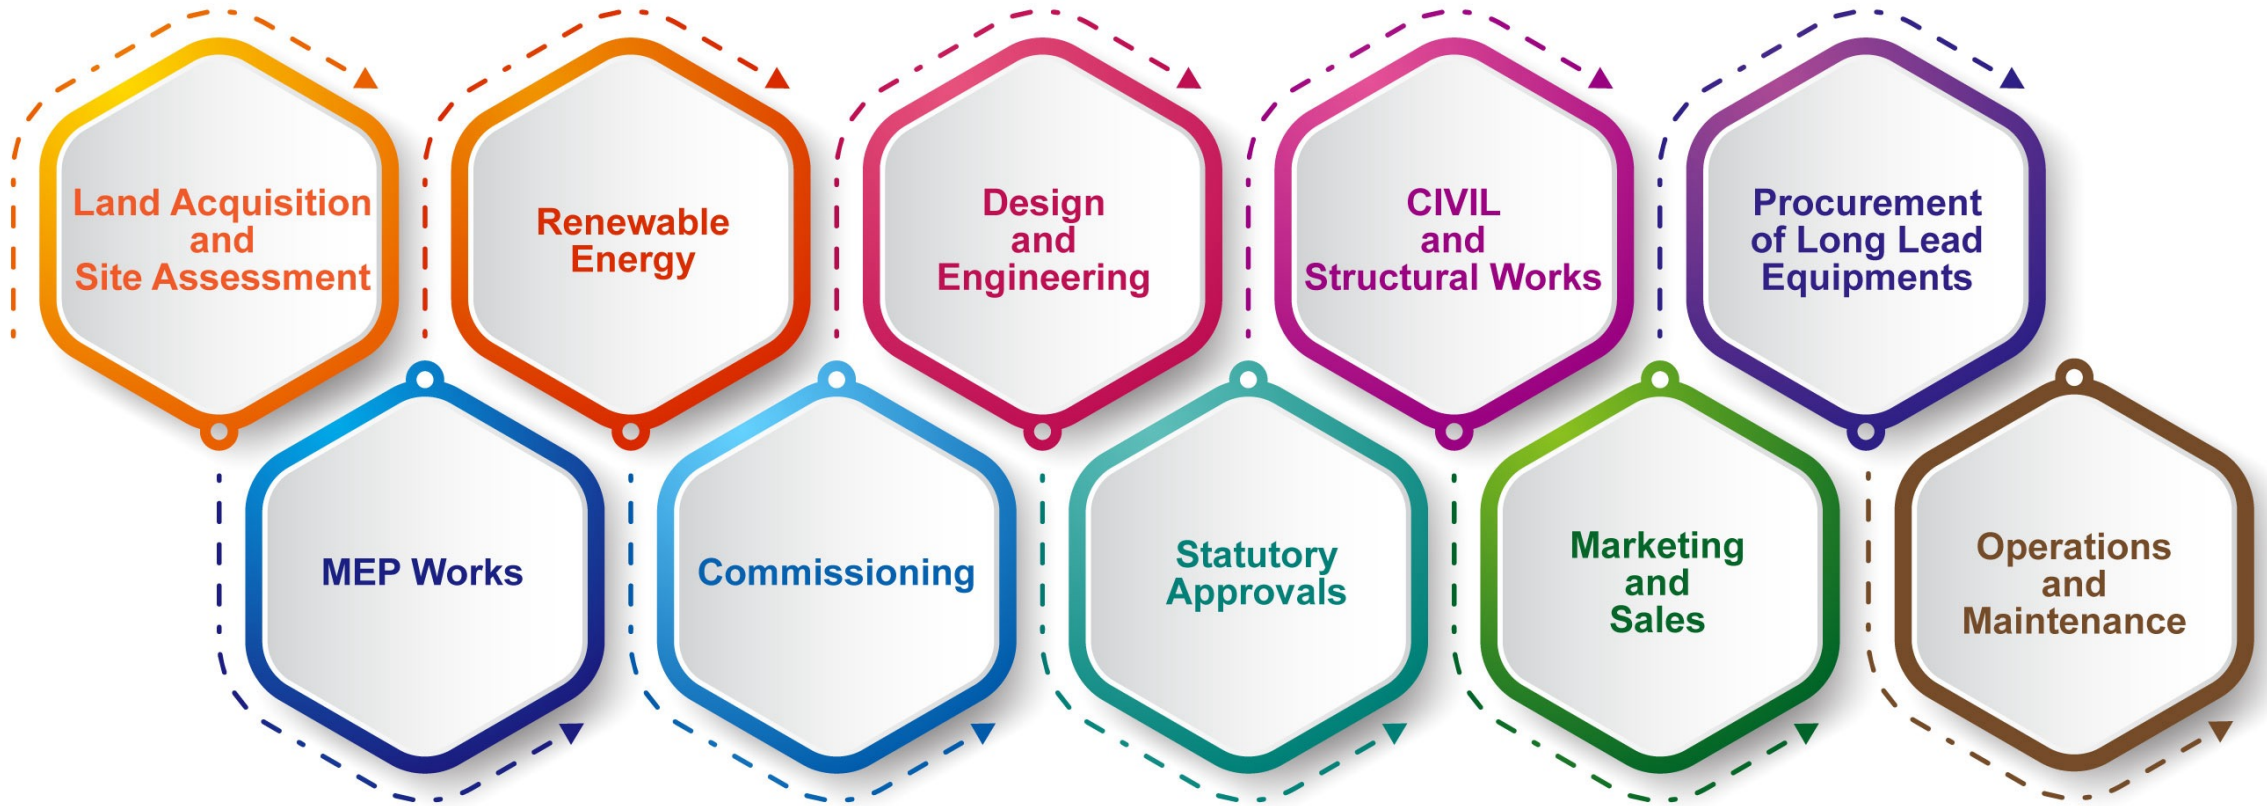 Land Acquisition
and
Site Assessment
Renewable
Energy
Design
and
Engineering
CIVIL
and
Structural Works
Procurement
of Long Lead
Equipments
MEP Works
Commissioning
Statutory
Approvals
Marketing
and
Sales
Operations
and
Maintenance